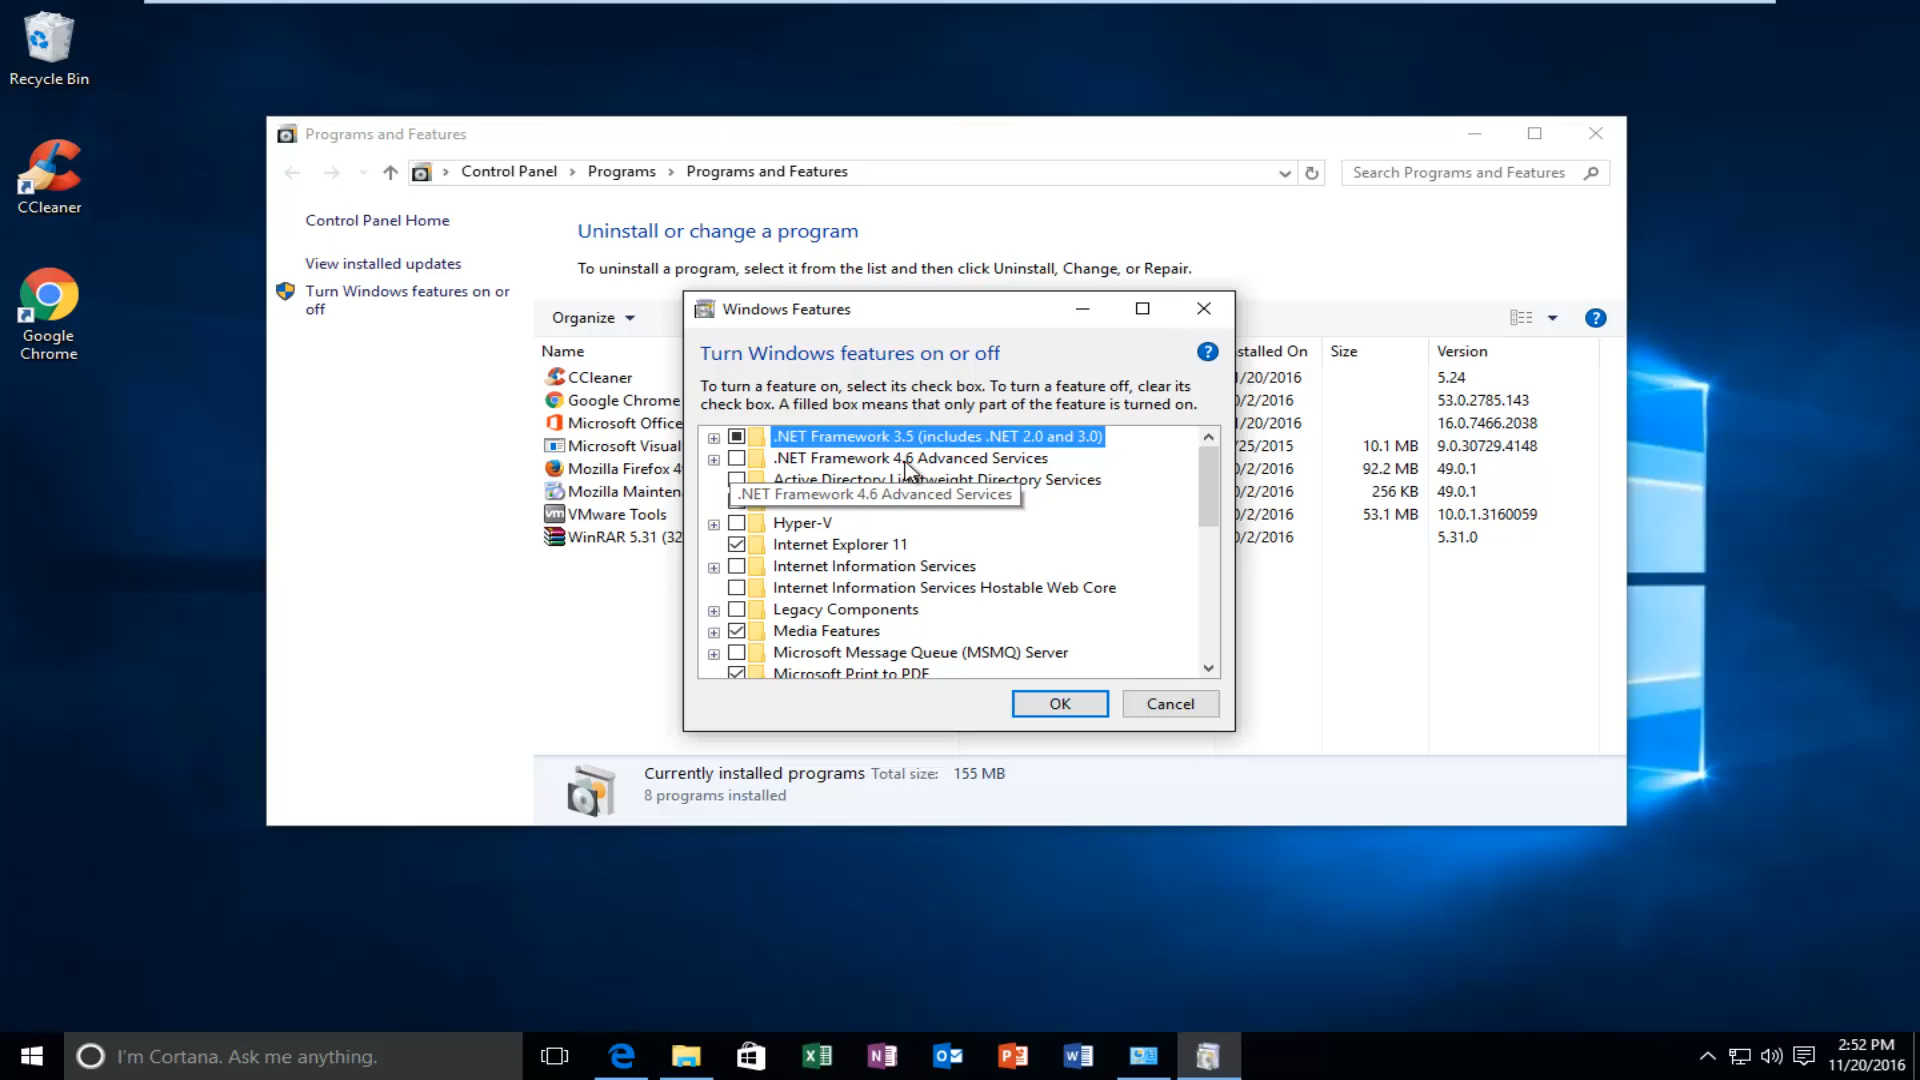 Recycle Bin
CCleaner
Google
Chrome
Programs and Features
Control Panel
Programs
Programs and Features
Search Programs and Features
Control Panel Home
View installed updates
Turn Windows features on or
off
Uninstall or change a program
To uninstall a program, select it from the list and then click Uninstall, Change, or Repair.
Organize
Name
stalled On
Size
Version
CCleaner
/20/2016
5.24
Google Chrome
/2/2016
53.0.2785.143
Microsoft Office
/20/2016
16.0.7466.2038
Microsoft Visual
/25/2015
10.1 MB
9.0.30729.4148
Mozilla Firefox 4
/2/2016
92.2 MB
49.0.1
Mozilla Mainten
/2/2016
256 KB
49.0.1
VMware Tools
/2/2016
53.1 MB
10.0.1.3160059
WinRAR 5.31 (32
/2/2016
5.31.0
Windows Features
Turn Windows features on or off
To turn a feature on, select its check box. To turn a feature off, clear its
check box. A filled box means that only part of the feature is turned on.
.NET Framework 3.5 (includes .NET 2.0 and 3.0)
.NET Framework 4.6 Advanced Services
Active Directory Lightweight Directory Services
.NET Framework 4.6 Advanced Services
Hyper-V
Internet Explorer 11
Internet Information Services
Internet Information Services Hostable Web Core
Legacy Components
Media Features
Microsoft Message Queue (MSMQ) Server
Microsoft Print to PDF
OK
Cancel
Currently installed programs Total size: 155 MB
8 programs installed
I'm Cortana. Ask me anything.
2:52 PM
11/20/2016